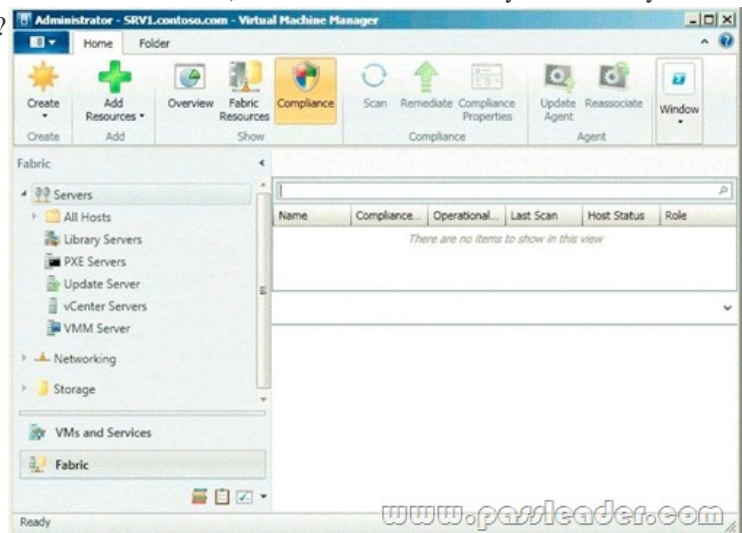 ?
Administrator - SRV1.contoso.com - Virtual Machine Manager
Home Folder
Create Add Resources Overview Fabric Resources Compliance Scan Remediate Compliance Properties Update Agent Reassociate Window
Create Add Show Compliance Agent
Fabric
Servers
All Hosts
Library Servers
PXE Servers
Update Server
vCenter Servers
VMM Server
Networking
Storage
VMs and Services
Fabric
Name Compliance... Operational... Last Scan Host Status Role
There are no items to show in this view
Ready
www.passleader.com